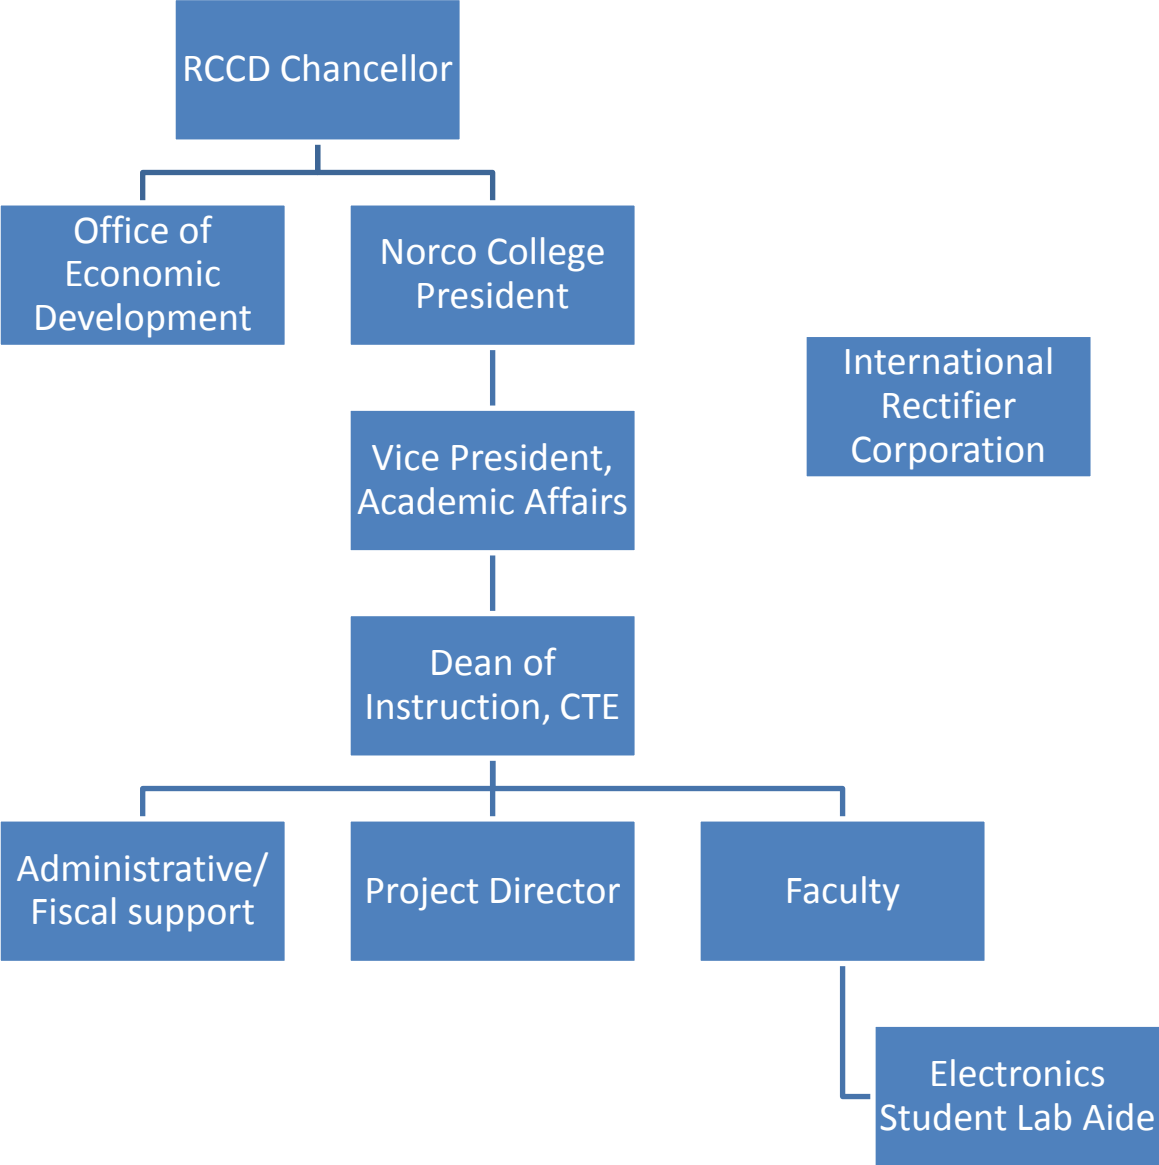 RCCD Chancellor
Office of
Economic
Development
Norco College
President
International
Rectifier
Corporation
Vice President,
Academic Affairs
Dean of
Instruction, CTE
Administrative/
Fiscal support
Project Director
Faculty
Electronics
Student Lab Aide